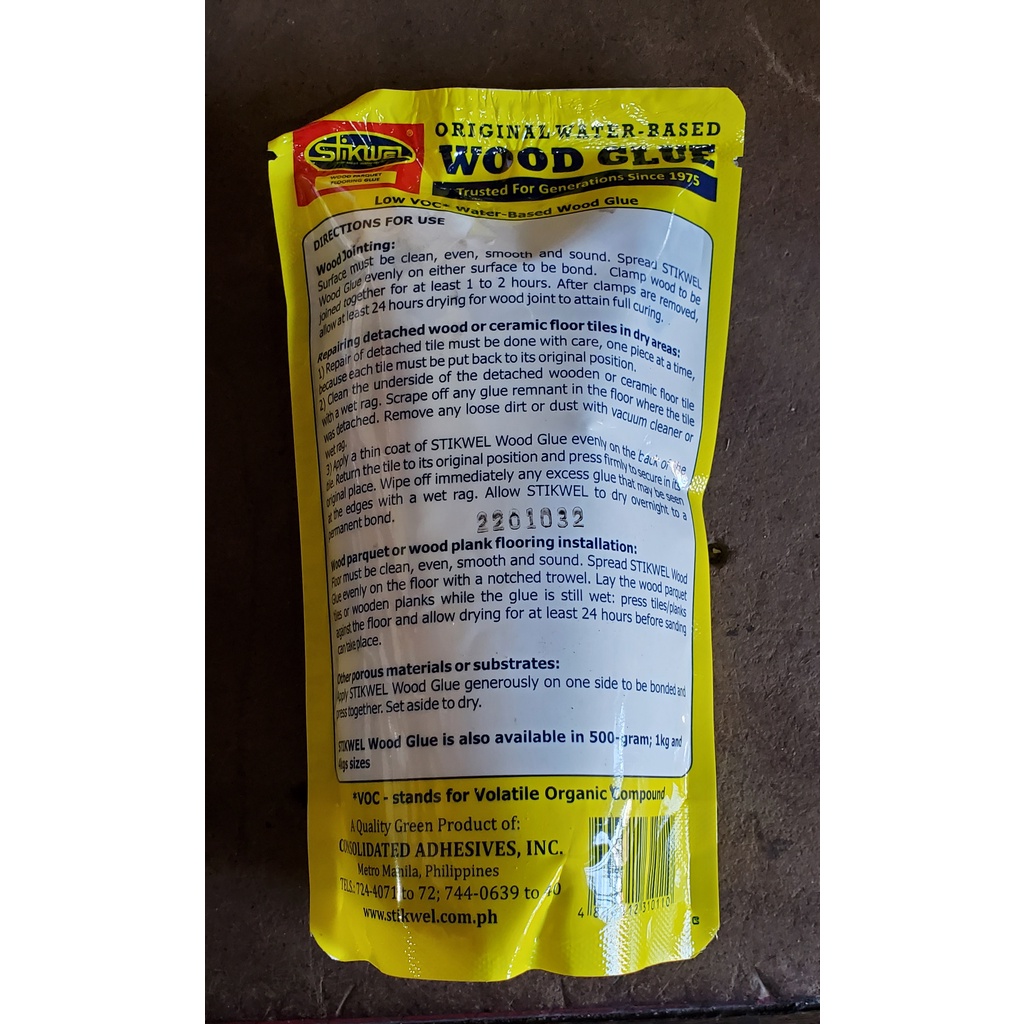 STIKWEL ®
WOOD PARQUET
FLOORING GLUE
ORIGINAL WATER-BASED
WOOD GLUE
Trusted For Generations Since 1975
Low VOC* Water-Based Wood Glue
DIRECTIONS FOR USE
Wood Jointing:
Surface must be clean, even, smooth and sound. Spread STIKWEL
Wood Glue evenly on either surface to be bond. Clamp wood to be
joined together for at least 1 to 2 hours. After clamps are removed,
allow at least 24 hours drying for wood joint to attain full curing.
Repairing detached wood or ceramic floor tiles in dry areas:
1) Repair of detached tile must be done with care, one piece at a time,
because each tile must be put back to its original position.
2) Clean the underside of the detached wooden or ceramic floor tile
with a wet rag. Scrape off any glue remnant in the floor where the tile
was detached. Remove any loose dirt or dust with vacuum cleaner or
wet rag.
3) Apply a thin coat of STIKWEL Wood Glue evenly on the back of the
tile. Return the tile to its original position and press firmly to secure in its
original place. Wipe off immediately any excess glue that may be seen
at the edges with a wet rag. Allow STIKWEL to dry overnight to a
permanent bond.
2201032
Wood parquet or wood plank flooring installation:
Floor must be clean, even, smooth and sound. Spread STIKWEL Wood
Glue evenly on the floor with a notched trowel. Lay the wood parquet
tiles or wooden planks while the glue is still wet: press tiles/planks
against the floor and allow drying for at least 24 hours before sanding
can take place.
Other porous materials or substrates:
Apply STIKWEL Wood Glue generously on one side to be bonded and
press together. Set aside to dry.
STIKWEL Wood Glue is also available in 500-gram; 1kg and
4kgs sizes
*VOC - stands for Volatile Organic Compound
A Quality Green Product of:
CONSOLIDATED ADHESIVES, INC.
Metro Manila, Philippines
TELS.: 724-4071 to 72; 744-0639 to 40
www.stikwel.com.ph